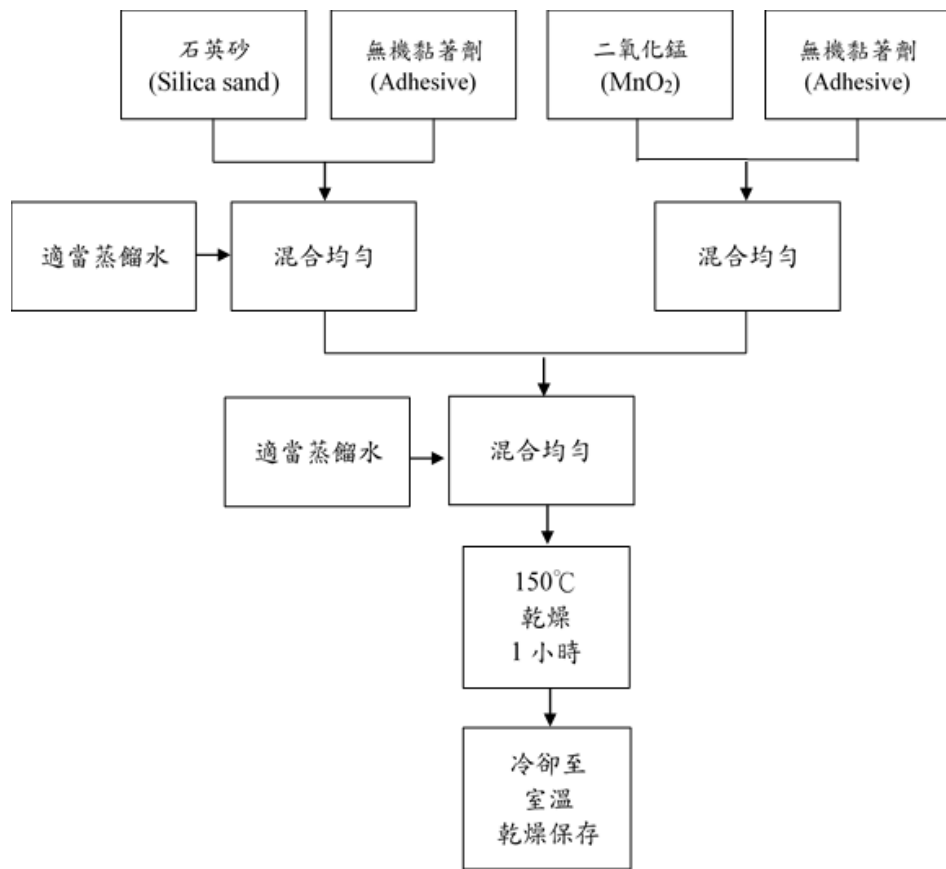 石英砂
(Silica sand)
無機黏著劑
(Adhesive)
二氧化錳
(MnO₂)
無機黏著劑
(Adhesive)
適當蒸餾水
混合均勻
混合均勻
適當蒸餾水
混合均勻
150℃
乾燥
1 小時
冷卻至
室溫
乾燥保存